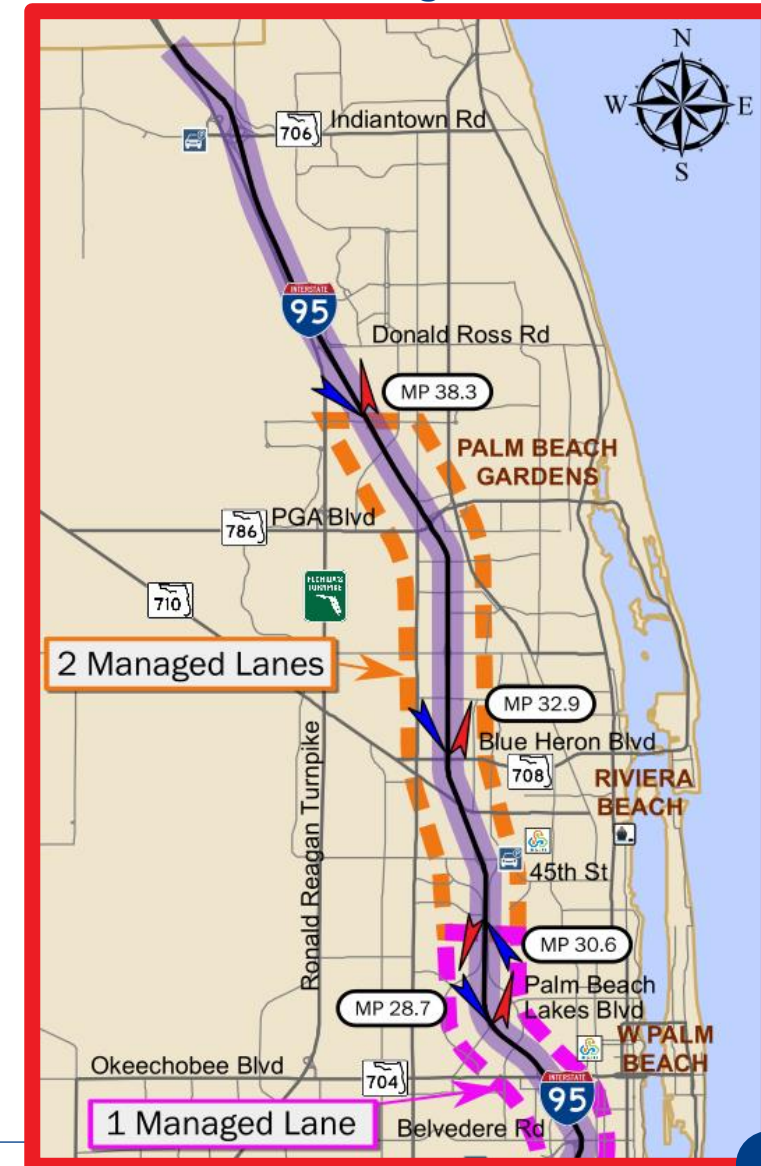 N
W E
S
706 Indiantown Rd
INTERSTATE
95
Donald Ross Rd
MP 38.3
PALM BEACH
GARDENS
786 PGA Blvd
FLORIDA'S
TURNPIKE
710
2 Managed Lanes
MP 32.9
Blue Heron Blvd
708
RIVIERA
BEACH
Ronald Reagan Turnpike
45th St
MP 30.6
Palm Beach
Lakes Blvd
MP 28.7
W PALM
BEACH
Okeechobee Blvd
704
INTERSTATE
95
1 Managed Lane
Belvedere Rd